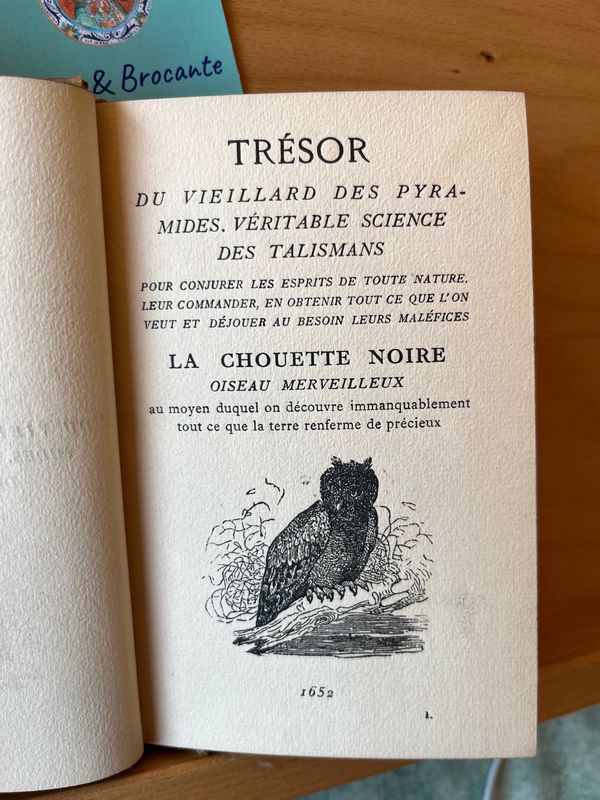 & Brocante
TRÉSOR
DU VIEILLARD DES PYRA-
MIDES. VÉRITABLE SCIENCE
DES TALISMANS
POUR CONJURER LES ESPRITS DE TOUTE NATURE,
LEUR COMMANDER, EN OBTENIR TOUT CE QUE L'ON
VEUT ET DÉJOUER AU BESOIN LEURS MALÉFICES
LA CHOUETTE NOIRE
OISEAU MERVEILLEUX
au moyen duquel on découvre immanquablement
tout ce que la terre renferme de précieux
1652
1.